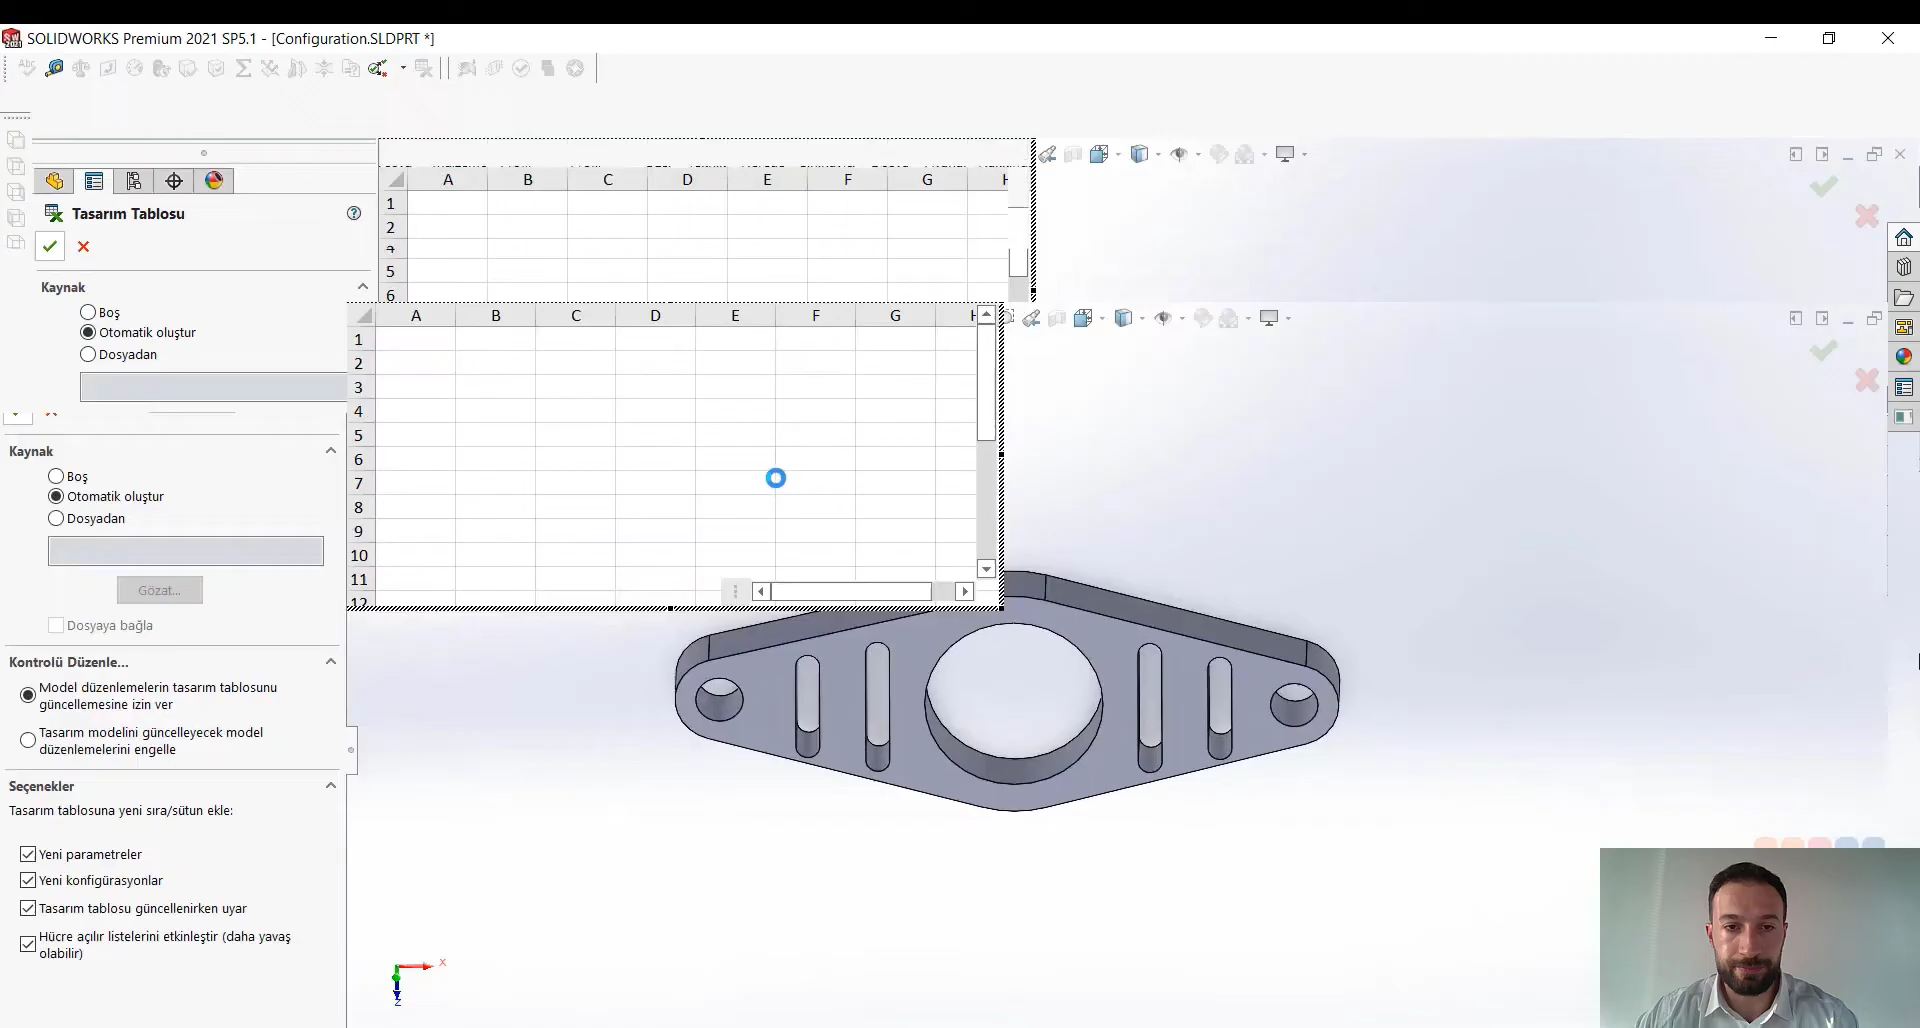 SOLIDWORKS Premium 2021 SP5.1 - [Configuration.SLDPRT *]
Tasarım Tablosu
Kaynak
Boş
Otomatik oluştur
Dosyadan
A B C D E F G
1
2
5
6
A B C D E F G
1
2
3
4
5
6
7
8
9
10
11
12
Kaynak
Boş
Otomatik oluştur
Dosyadan
Gözat...
Dosyaya bağla
Kontrolü Düzenle...
Model düzenlemelerin tasarım tablosunu
güncellemesine izin ver
Tasarım modelini güncelleyecek model
düzenlemelerini engelle
Seçenekler
Tasarım tablosuna yeni sıra/sütun ekle:
Yeni parametreler
Yeni konfigürasyonlar
Tasarım tablosu güncellenirken uyar
Hücre açılır listelerini etkinleştir (daha yavaş
olabilir)
X
Z